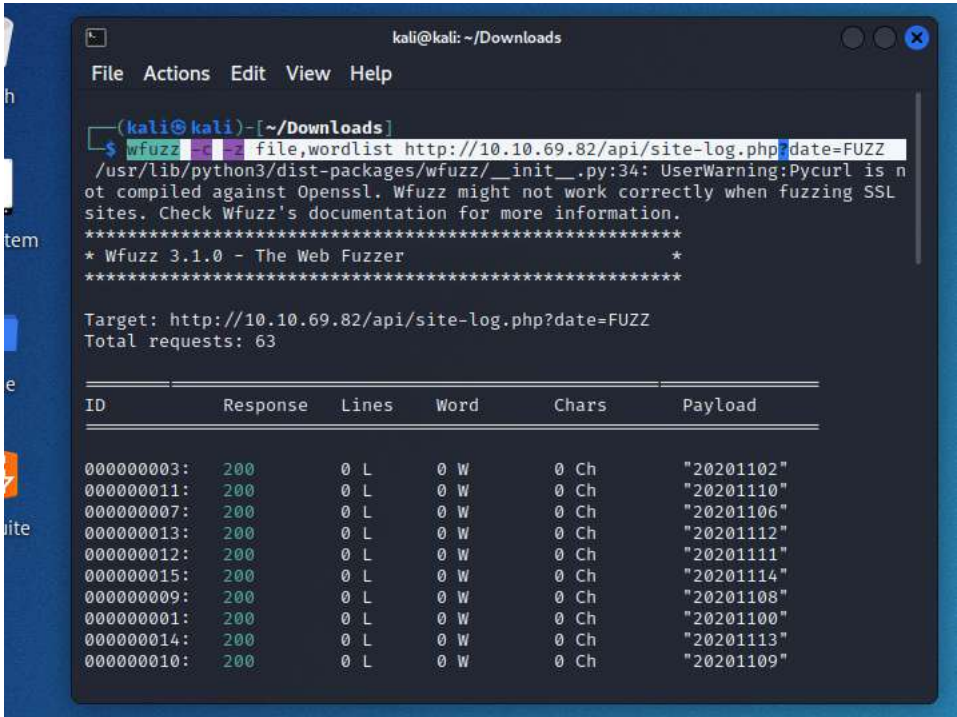 kali@kali: ~/Downloads
File Actions Edit View Help
h
(kali㉿kali)-[~/Downloads]
$ wfuzz -c -z file,wordlist http://10.10.69.82/api/site-log.php?date=FUZZ
/usr/lib/python3/dist-packages/wfuzz/__init__.py:34: UserWarning:Pycurl is n
ot compiled against Openssl. Wfuzz might not work correctly when fuzzing SSL
sites. Check Wfuzz's documentation for more information.
********************************************************
* Wfuzz 3.1.0 - The Web Fuzzer *
********************************************************
tem
Target: http://10.10.69.82/api/site-log.php?date=FUZZ
Total requests: 63
e
ID Response Lines Word Chars Payload
000000003: 200 0 L 0 W 0 Ch "20201102"
000000011: 200 0 L 0 W 0 Ch "20201110"
000000007: 200 0 L 0 W 0 Ch "20201106"
000000013: 200 0 L 0 W 0 Ch "20201112"
000000012: 200 0 L 0 W 0 Ch "20201111"
000000015: 200 0 L 0 W 0 Ch "20201114"
000000009: 200 0 L 0 W 0 Ch "20201108"
000000001: 200 0 L 0 W 0 Ch "20201100"
000000014: 200 0 L 0 W 0 Ch "20201113"
000000010: 200 0 L 0 W 0 Ch "20201109"
uite